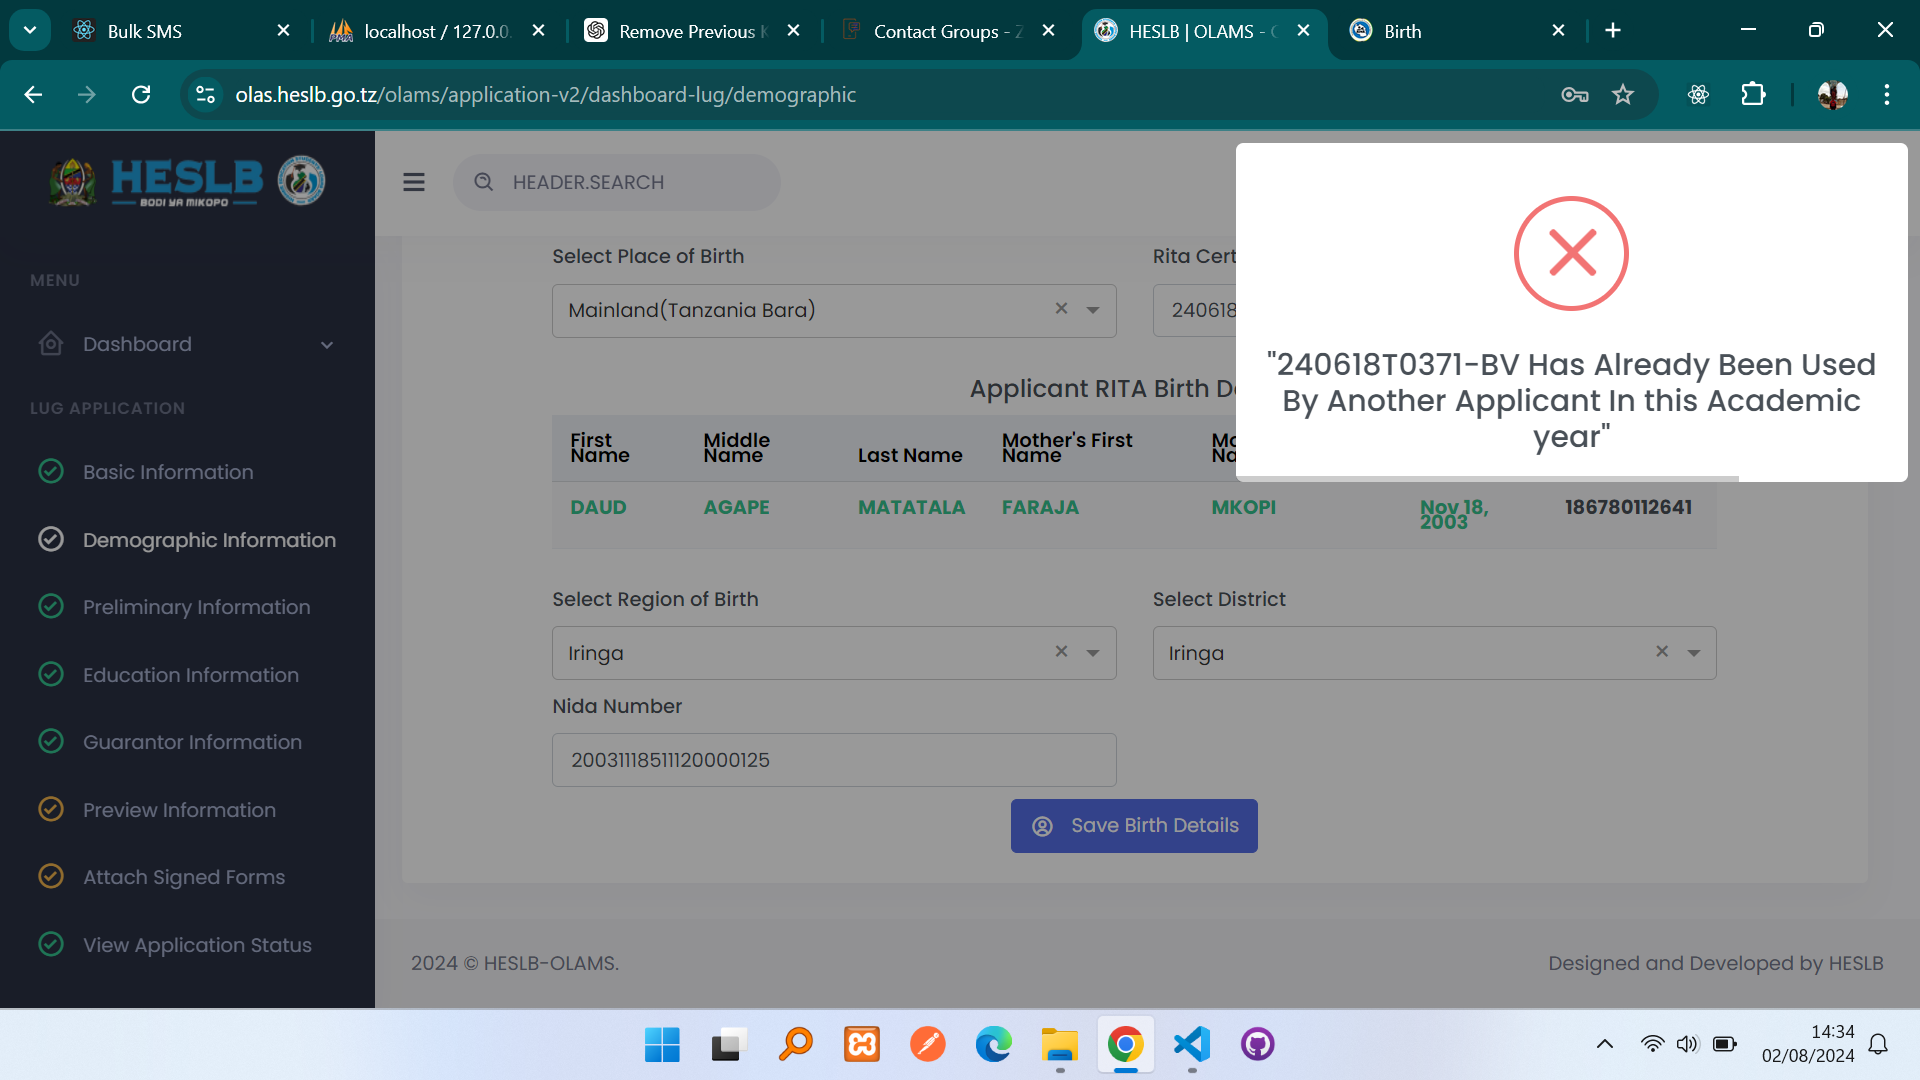 Bulk SMS
localhost / 127.0.0.
Remove Previous K
Contact Groups - Z
HESLB | OLAMS - C
Birth
olas.heslb.go.tz/olams/application-v2/dashboard-lug/demographic
HESLB
BODI YA MIKOPO
HEADER.SEARCH
MENU
Dashboard
LUG APPLICATION
Basic Information
Demographic Information
Preliminary Information
Education Information
Guarantor Information
Preview Information
Attach Signed Forms
View Application Status
Select Place of Birth
Rita Cert
Mainland(Tanzania Bara)
240618
"240618T0371-BV Has Already Been Used
By Another Applicant In this Academic
year"
Applicant RITA Birth De
First Name Middle Name Last Name Mother's First Name Mo Na
DAUD AGAPE MATATALA FARAJA MKOPI Nov 18, 2003 186780112641
Select Region of Birth
Select District
Iringa
Iringa
Nida Number
20031118511120000125
Save Birth Details
2024 © HESLB-OLAMS.
Designed and Developed by HESLB
14:34
02/08/2024